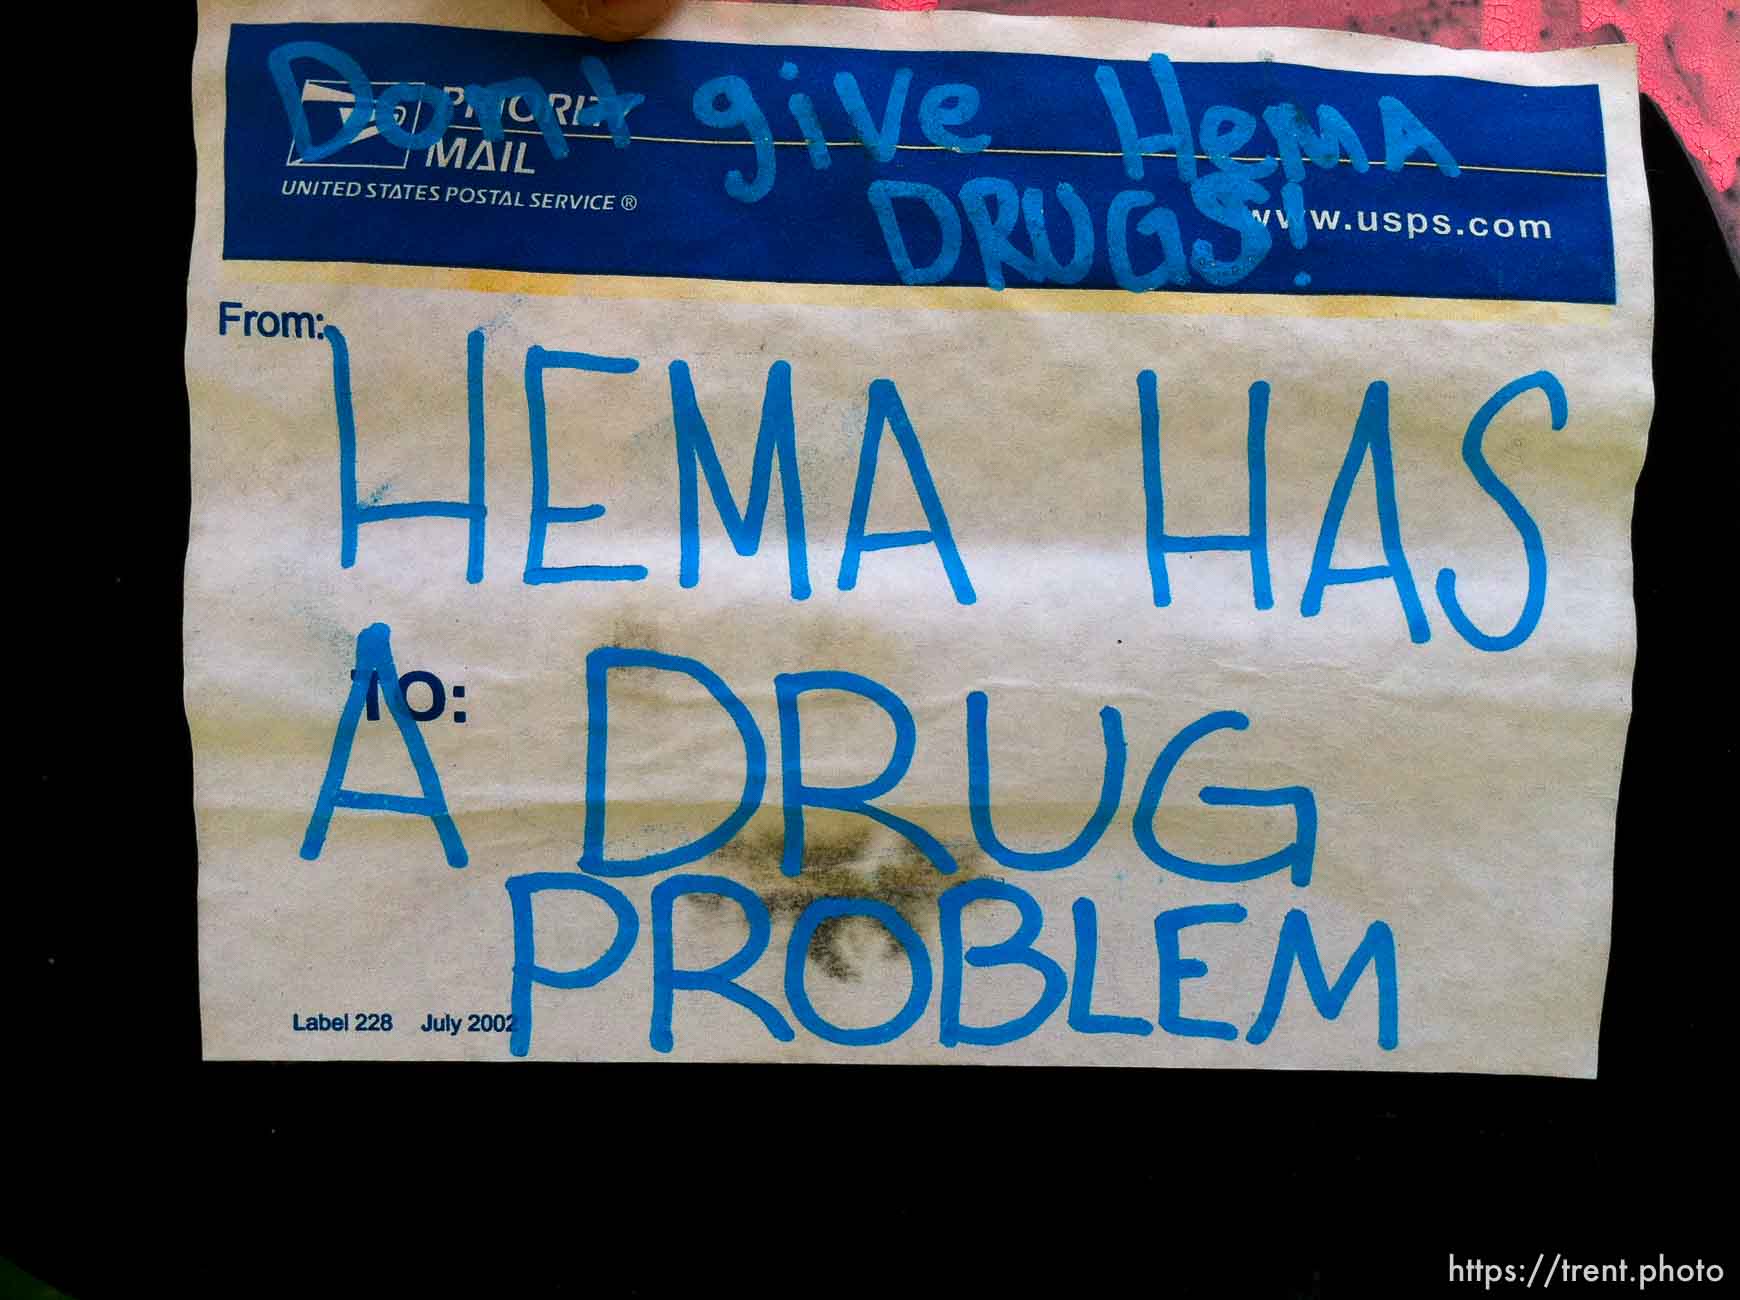 Dont give HeMA
DRUGS!
PRIORITY
MAIL
UNITED STATES POSTAL SERVICE ®
www.usps.com
From:
HEMA HAS
TO:
A DRUG
PROBLEM
Label 228 July 2002
https://trent.photo